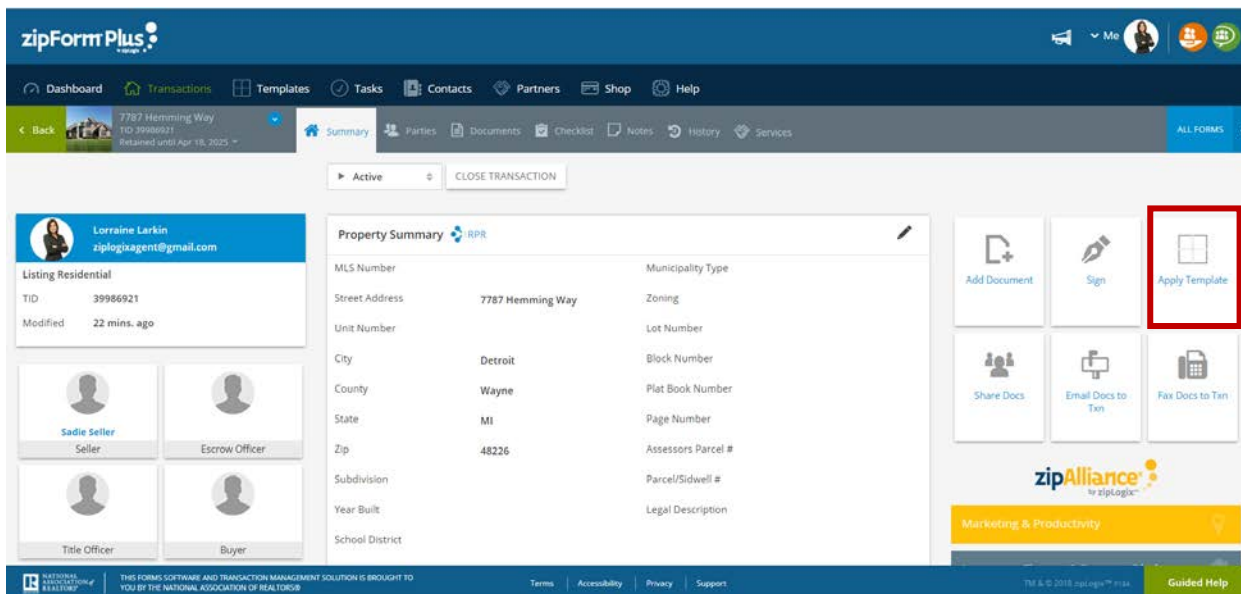 zipForm Plus
by zipLogix
Me
Dashboard
Transactions
Templates
Tasks
Contacts
Partners
Shop
Help
Back
7787 Hemming Way
TID 39986921
Retained until Apr 18, 2025
Summary
Parties
Documents
Checklist
Notes
History
Services
ALL FORMS
Active
CLOSE TRANSACTION
Lorraine Larkin
ziplogixagent@gmail.com
Listing Residential
TID 39986921
Modified 22 mins. ago
Sadie Seller
Seller
Escrow Officer
Title Officer
Buyer
Property Summary RPR
MLS Number
Street Address 7787 Hemming Way
Unit Number
City Detroit
County Wayne
State MI
Zip 48226
Subdivision
Year Built
School District
Municipality Type
Zoning
Lot Number
Block Number
Plat Book Number
Page Number
Assessors Parcel #
Parcel/Sidwell #
Legal Description
Add Document
Sign
Apply Template
Share Docs
Email Docs to
Txn
Fax Docs to Txn
zipAlliance
by zipLogix™
Marketing & Productivity
NATIONAL
ASSOCIATION of
REALTORS®
THIS FORMS SOFTWARE AND TRANSACTION MANAGEMENT SOLUTION IS BROUGHT TO
YOU BY THE NATIONAL ASSOCIATION OF REALTORS®
Terms
Accessibility
Privacy
Support
TM & © 2018 zipLogix™
Guided Help